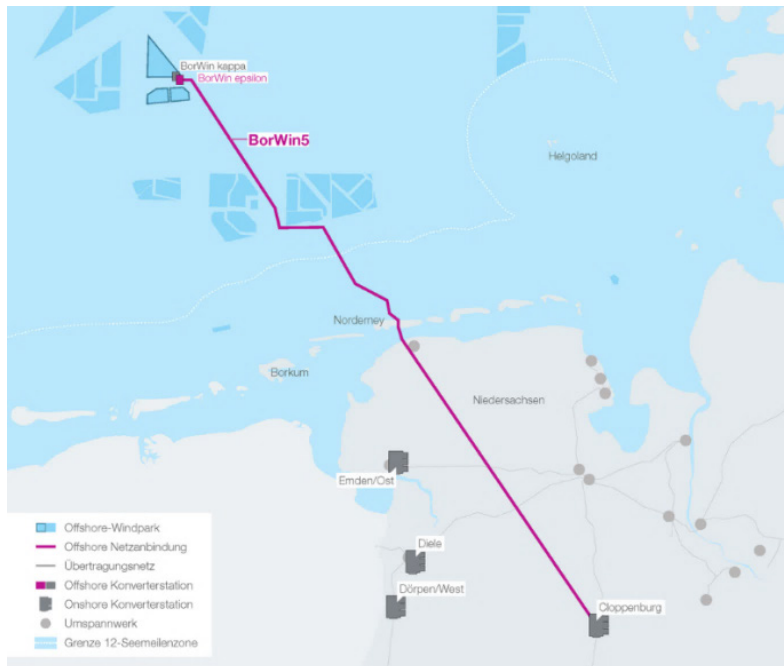 BorWin kappa
BorWin epsilon
BorWin5
Helgoland
Norderney
Borkum
Niedersachsen
Emden/Ost
Diele
Dörpen/West
Cloppenburg
Offshore-Windpark
Offshore Netzanbindung
Übertragungsnetz
Offshore Konverterstation
Onshore Konverterstation
Umspannwerk
Grenze 12-Seemeilenzone